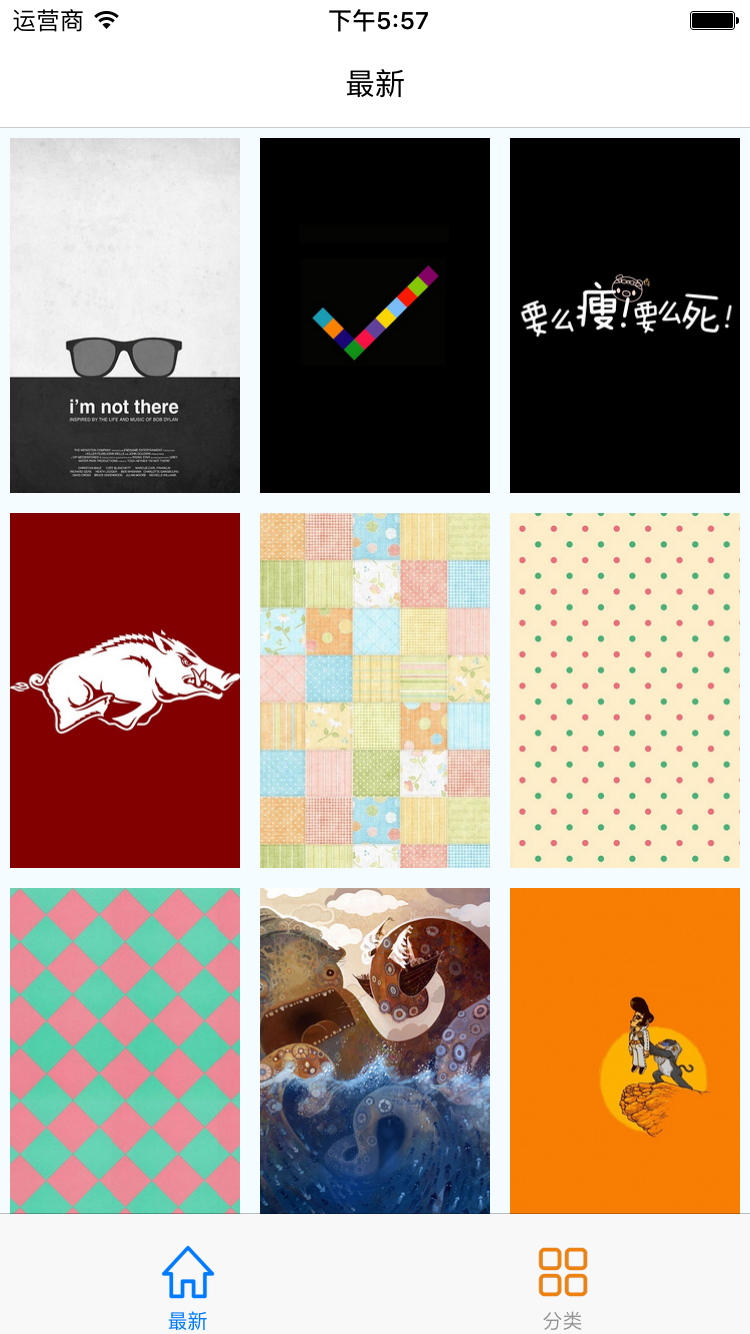 运营商 下午5:57
最新
i'm not there
INSPIRED BY THE LIFE AND MUSIC OF BOB DYLAN
要么瘦!要么死!
最新 分类